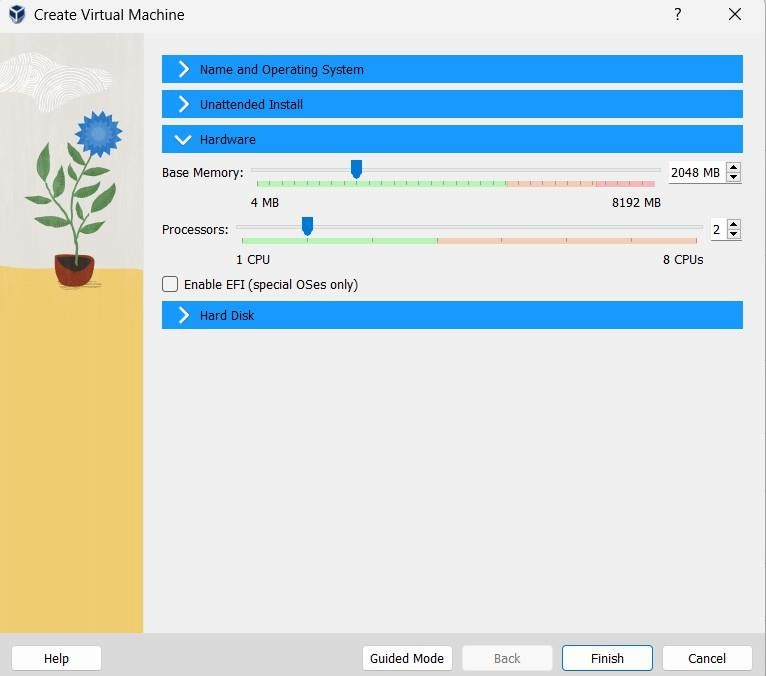 Create Virtual Machine
?
Name and Operating System
Unattended Install
Hardware
Base Memory: 2048 MB
4 MB 8192 MB
Processors: 2
1 CPU 8 CPUs
Enable EFI (special OSes only)
Hard Disk
Help Guided Mode Back Finish Cancel